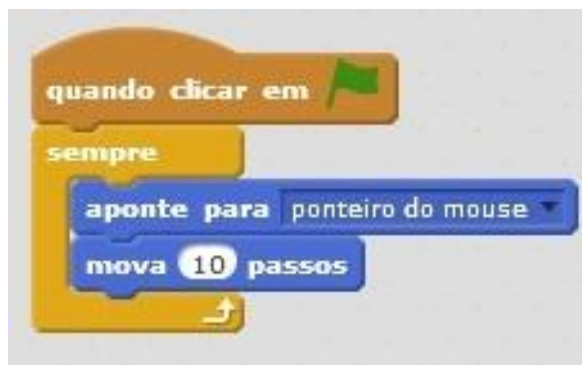 quando clicar em
sempre
aponte para ponteiro do mouse
mova 10 passos